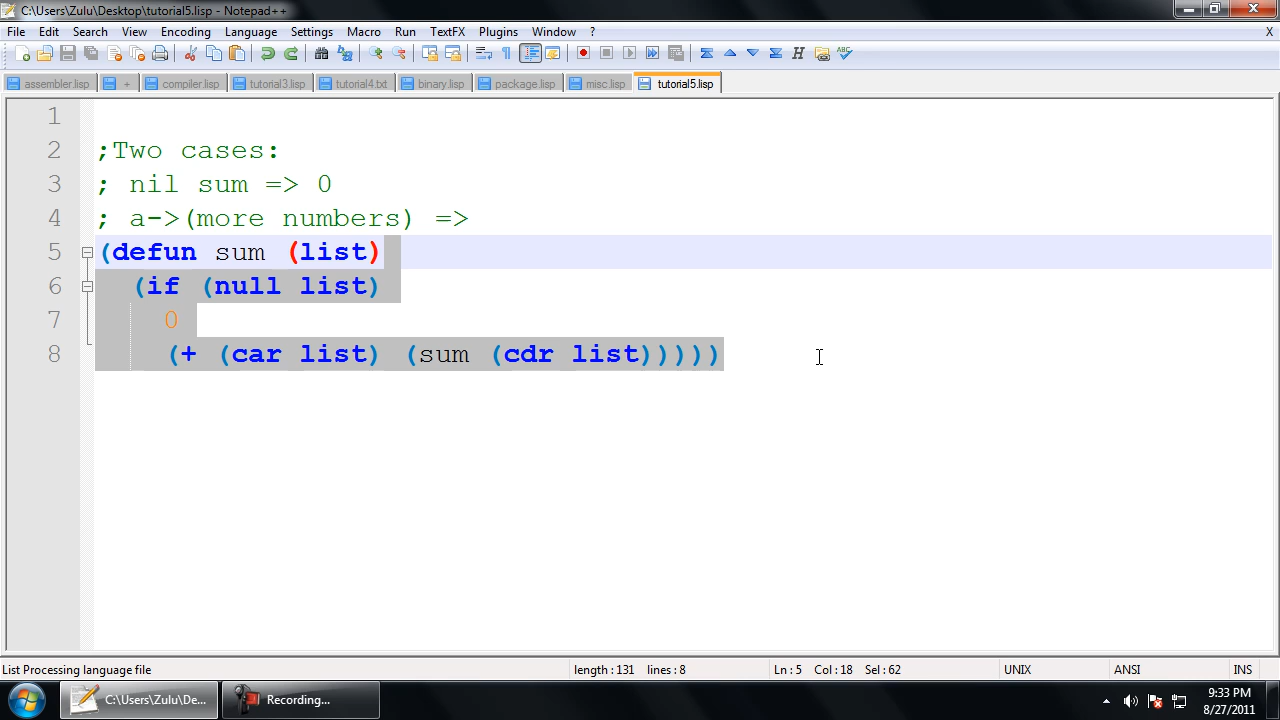 C:\Users\Zulu\Desktop\tutorial5.lisp - Notepad++
File Edit Search View Encoding Language Settings Macro Run TextFX Plugins Window ? X
assembler.lisp + compiler.lisp tutorial3.lisp tutorial4.txt binary.lisp package.lisp misc.lisp tutorial5.lisp
1
2 ;Two cases:
3 ; nil sum => 0
4 ; a->(more numbers) =>
5 (defun sum (list)
6 (if (null list)
7 0
8 (+ (car list) (sum (cdr list)))))
List Processing language file length : 131 lines : 8 Ln : 5 Col : 18 Sel : 62 UNIX ANSI INS
C:\Users\Zulu\De... Recording... 9:33 PM
8/27/2011